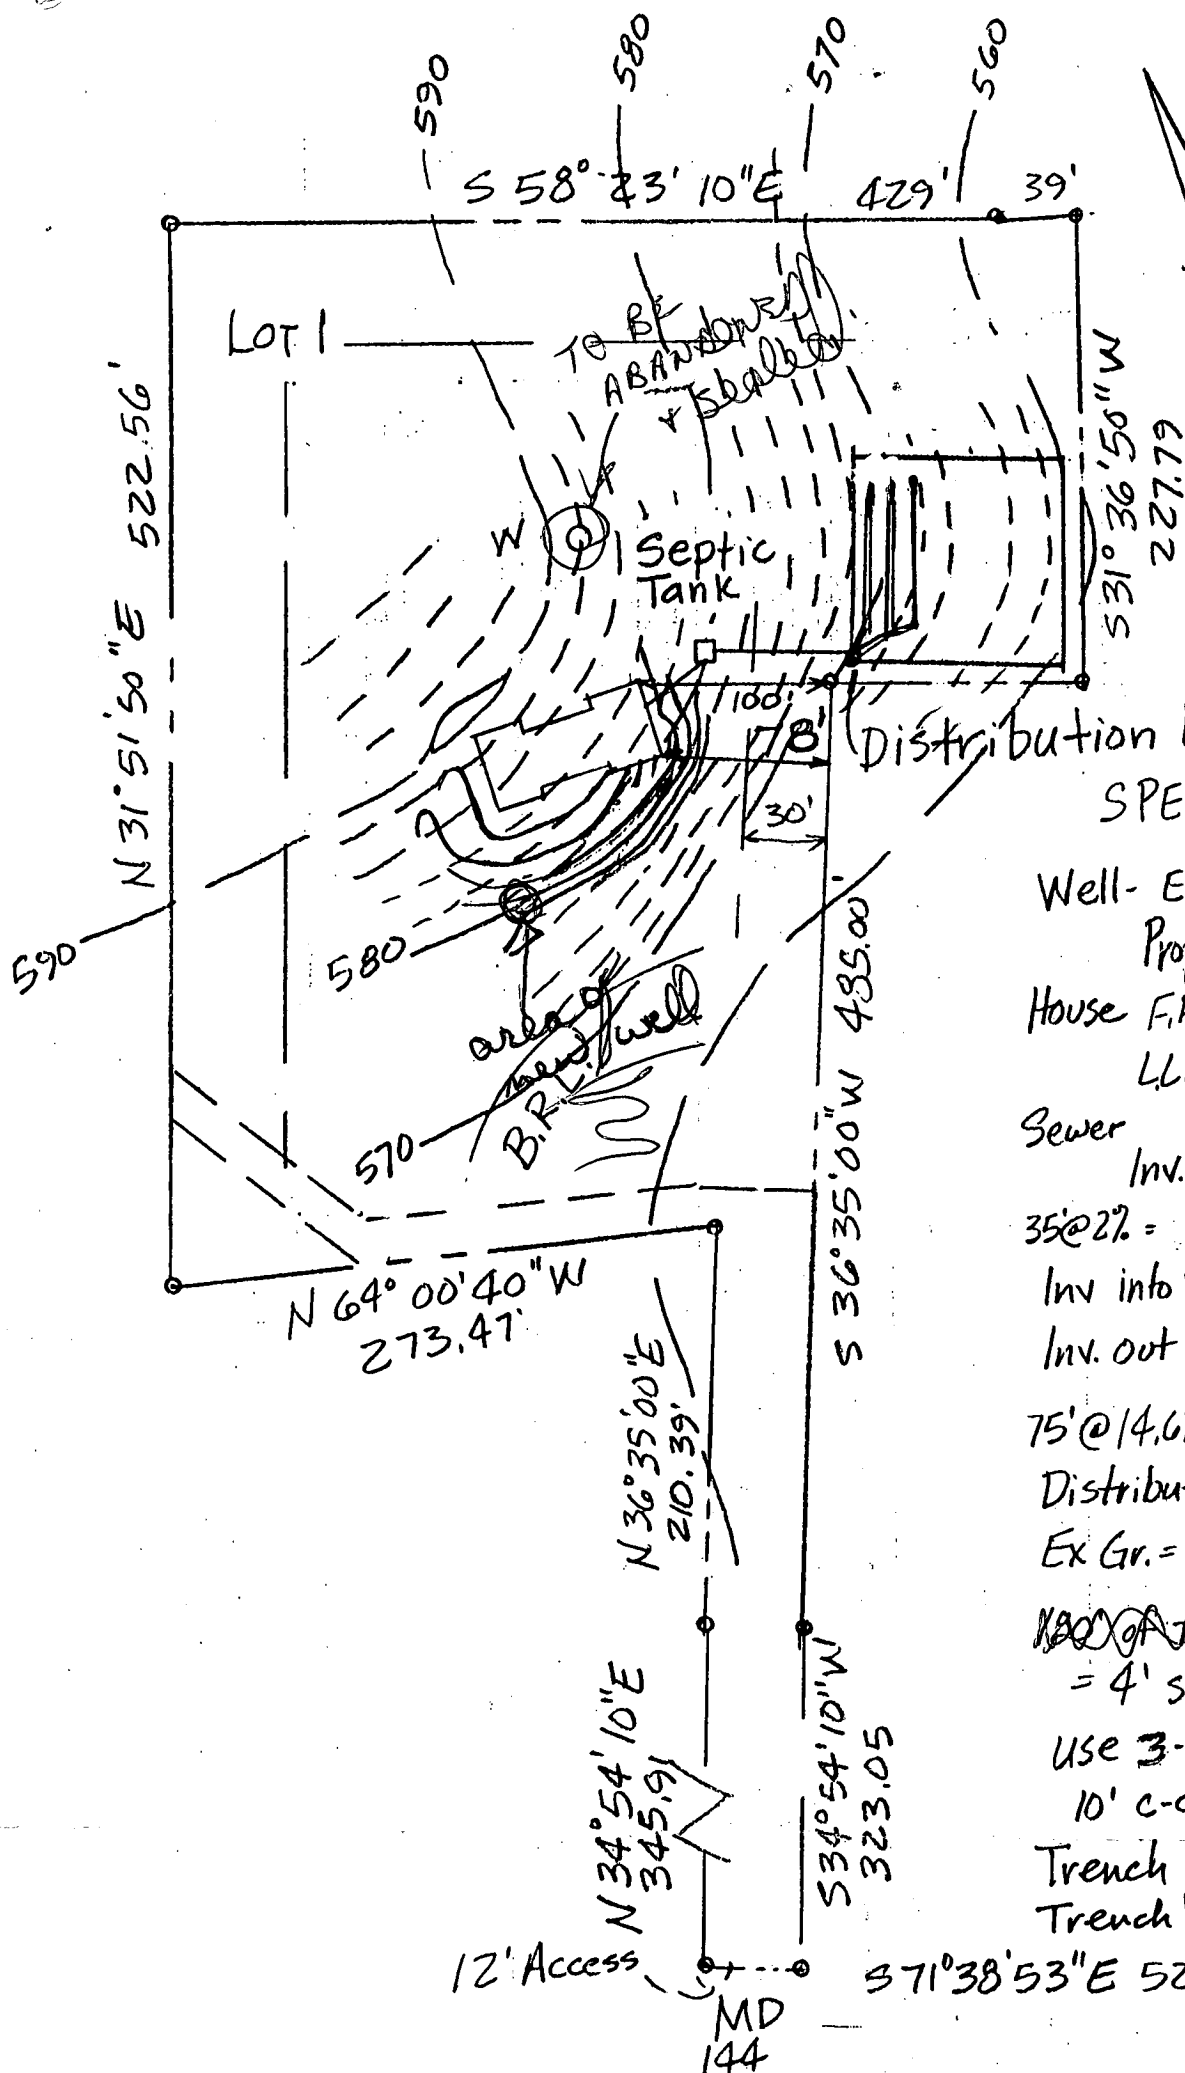 590
580
570
560
S 58° 23' 10"E 429' 39'
LOT 1
TO BE
ABANDONED
& sealed
N 31° 51' 50"E 522.56'
S 31° 36' 50" W
227.79
W
Septic
Tank
100'
78'
30'
Distribution
SPE
Well- E
Pro
House F.
L.L.
Sewer
Inv.
35'@2% =
Inv into
Inv. out
75'@14.6
Distribu
Ex Gr. =
= 4' s
use 3-
10' c-c
Trench
Trench
590
580
570
area of
new well
B.R.L.
S 36° 35' 00" W 485.00'
N 64° 00' 40" W
273.47'
N 36° 35' 00" E
210.39'
N 34° 54' 10" E
345.91
S 34° 54' 10" W
323.05
12' Access
S 71° 38' 53"E 52
MD
144